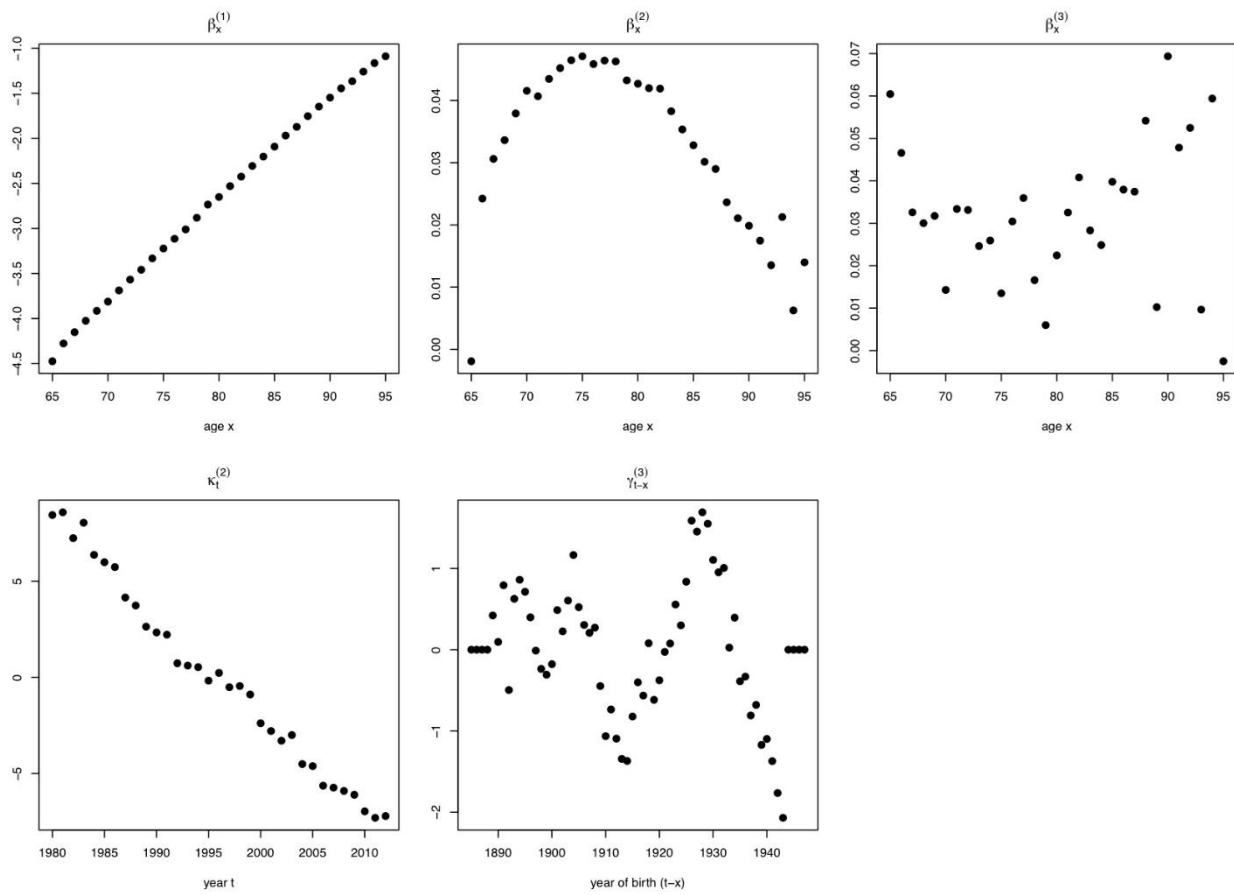 β_x^(1)
−4.5 −4.0 −3.5 −3.0 −2.5 −2.0 −1.5 −1.0
65 70 75 80 85 90 95
age x
β_x^(2)
0.00 0.01 0.02 0.03 0.04
65 70 75 80 85 90 95
age x
β_x^(3)
0.00 0.01 0.02 0.03 0.04 0.05 0.06 0.07
65 70 75 80 85 90 95
age x
κ_t^(2)
−5 0 5
1980 1985 1990 1995 2000 2005 2010
year t
γ_{t−x}^(3)
−2 −1 0 1
1890 1900 1910 1920 1930 1940
year of birth (t−x)